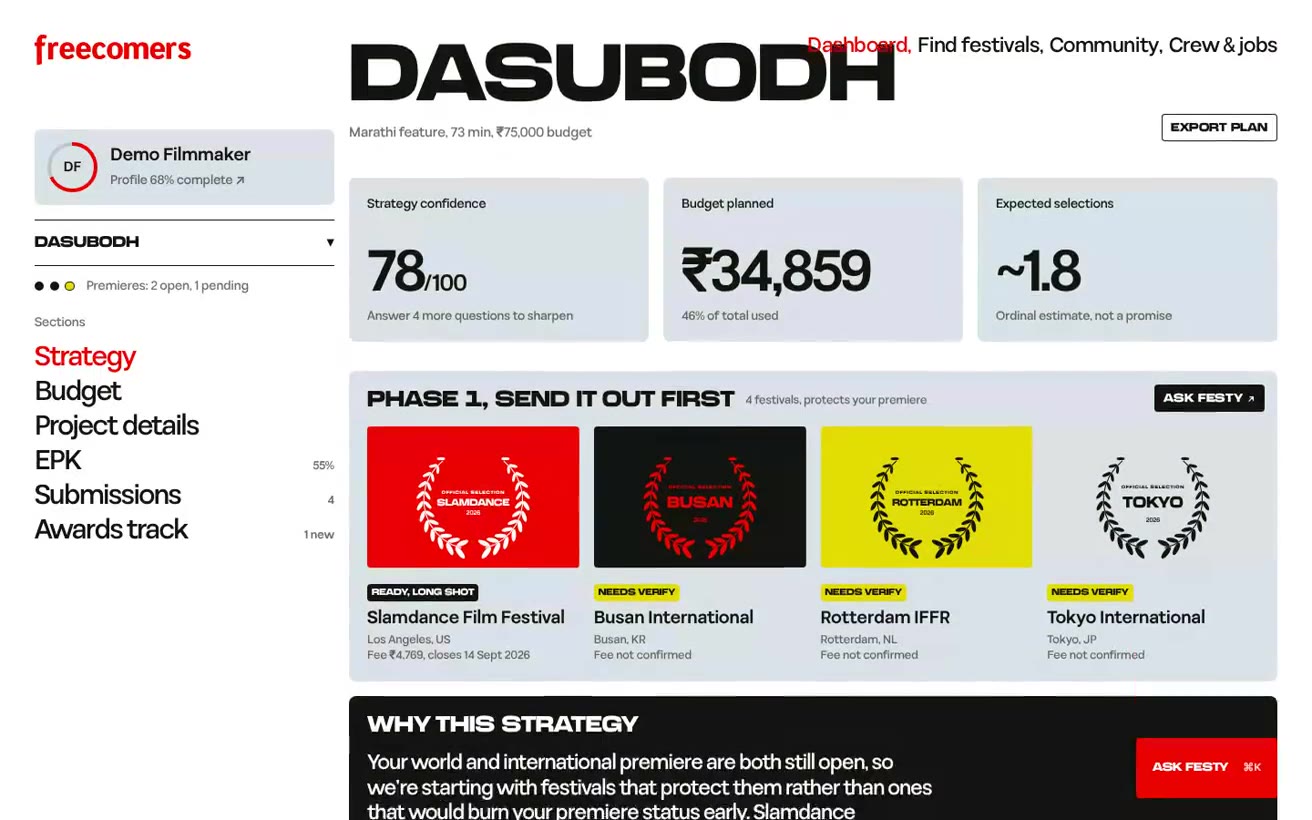 freecomers
Dashboard, Find festivals, Community, Crew & jobs
DASUBODH
Marathi feature, 73 min, ₹75,000 budget
EXPORT PLAN
DF
Demo Filmmaker
Profile 68% complete ↗
DASUBODH ▾
Premieres: 2 open, 1 pending
Sections
Strategy
Budget
Project details
EPK 55%
Submissions 4
Awards track 1 new
Strategy confidence
78/100
Answer 4 more questions to sharpen
Budget planned
₹34,859
46% of total used
Expected selections
~1.8
Ordinal estimate, not a promise
PHASE 1, SEND IT OUT FIRST 4 festivals, protects your premiere
ASK FESTY ↗
OFFICIAL SELECTION
SLAMDANCE
2026
READY, LONG SHOT
Slamdance Film Festival
Los Angeles, US
Fee ₹4,769, closes 14 Sept 2026
OFFICIAL SELECTION
BUSAN
2026
NEEDS VERIFY
Busan International
Busan, KR
Fee not confirmed
OFFICIAL SELECTION
ROTTERDAM
2026
NEEDS VERIFY
Rotterdam IFFR
Rotterdam, NL
Fee not confirmed
OFFICIAL SELECTION
TOKYO
2026
NEEDS VERIFY
Tokyo International
Tokyo, JP
Fee not confirmed
WHY THIS STRATEGY
Your world and international premiere are both still open, so
we're starting with festivals that protect them rather than ones
that would burn your premiere status early. Slamdance
ASK FESTY ⌘K